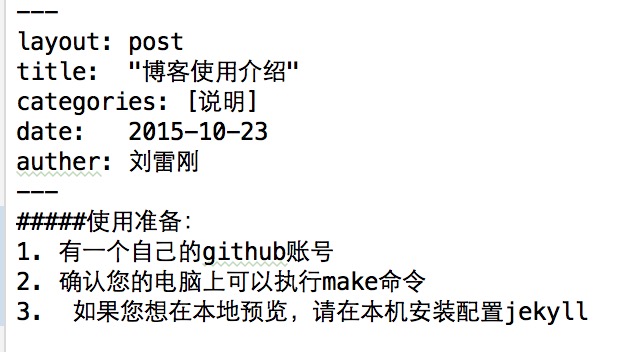 ---
layout: post
title:  "博客使用介绍"
categories: [说明]
date:   2015-10-23
auther: 刘雷刚
---
#####使用准备:
1. 有一个自己的github账号
2. 确认您的电脑上可以执行make命令
3.  如果您想在本地预览，请在本机安装配置jekyll